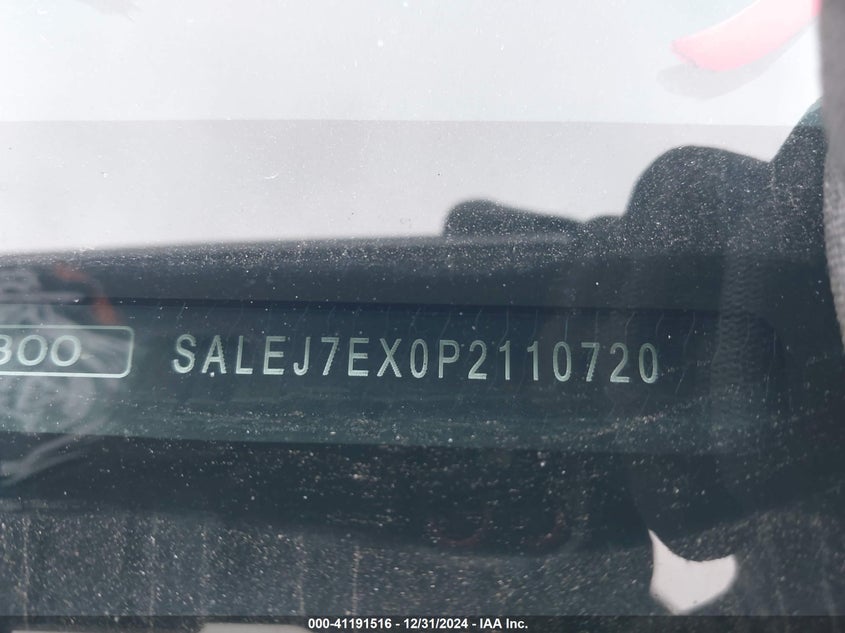 300 SALEJ7EX0P2110720
000-41191516 - 12/31/2024 - IAA Inc.